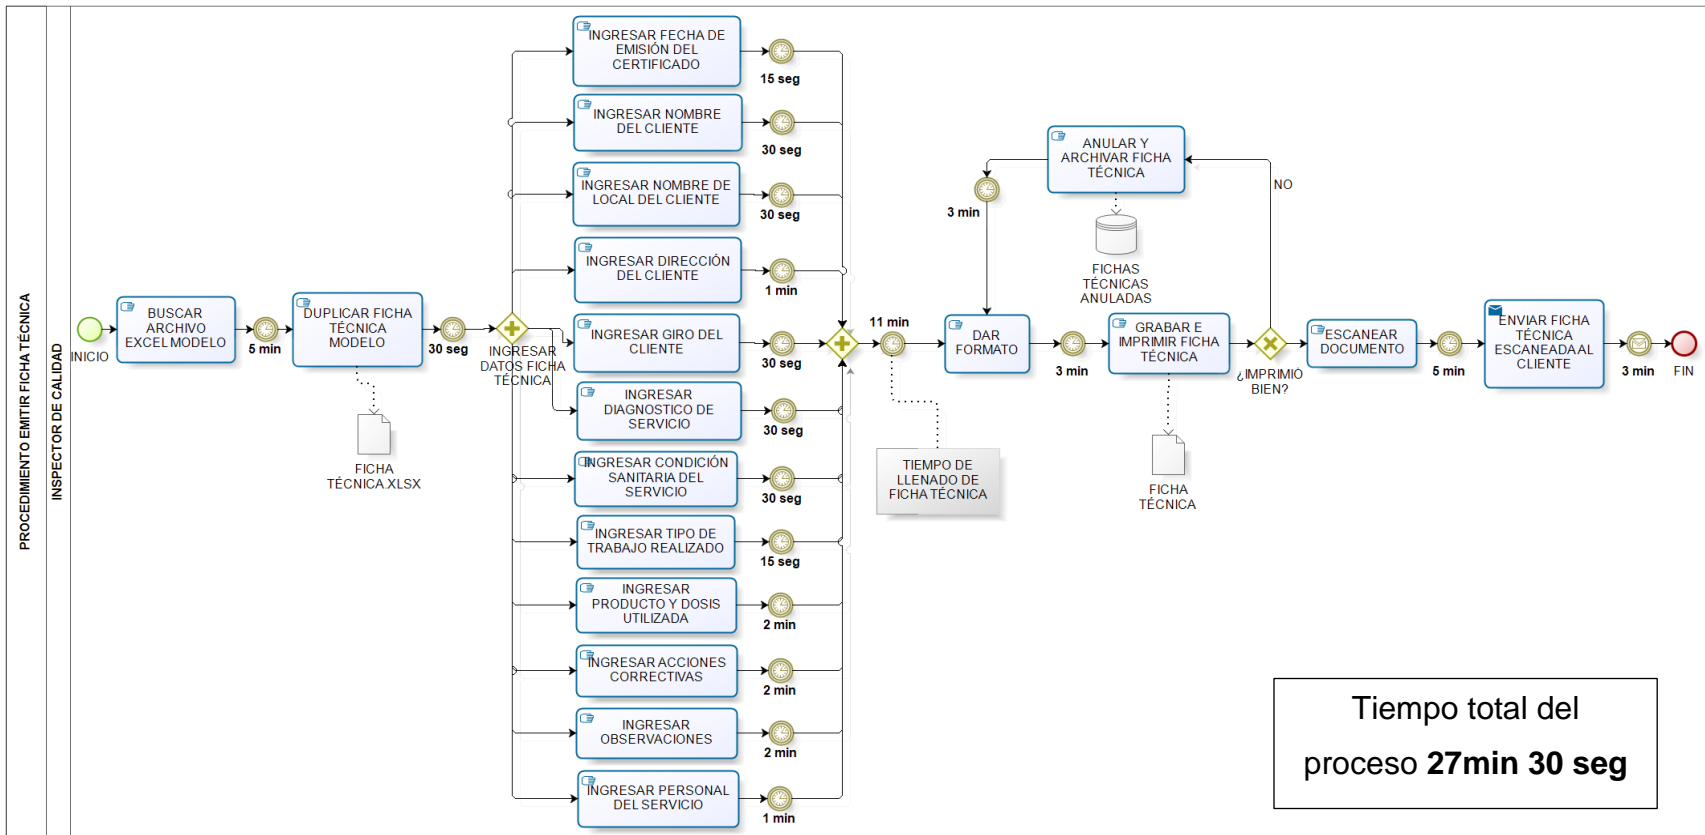 PROCEDIMIENTO EMITIR FICHA TÉCNICA
INSPECTOR DE CALIDAD
INICIO
BUSCAR
ARCHIVO
EXCEL MODELO
5 min
DUPLICAR FICHA
TÉCNICA
MODELO
30 seg
FICHA
TÉCNICA.XLSX
INGRESAR
DATOS FICHA
TÉCNICA
INGRESAR FECHA DE
EMISIÓN DEL
CERTIFICADO
15 seg
INGRESAR NOMBRE
DEL CLIENTE
30 seg
INGRESAR NOMBRE DE
LOCAL DEL CLIENTE
30 seg
INGRESAR DIRECCIÓN
DEL CLIENTE
1 min
INGRESAR GIRO DEL
CLIENTE
30 seg
INGRESAR
DIAGNOSTICO DE
SERVICIO
30 seg
INGRESAR CONDICIÓN
SANITARIA DEL
SERVICIO
30 seg
INGRESAR TIPO DE
TRABAJO REALIZADO
15 seg
INGRESAR
PRODUCTO Y DOSIS
UTILIZADA
2 min
INGRESAR ACCIONES
CORRECTIVAS
2 min
INGRESAR
OBSERVACIONES
2 min
INGRESAR PERSONAL
DEL SERVICIO
1 min
11 min
TIEMPO DE
LLENADO DE
FICHA TÉCNICA
DAR
FORMATO
3 min
GRABAR E
IMPRIMIR FICHA
TÉCNICA
FICHA
TÉCNICA
¿IMPRIMIÓ
BIEN?
NO
ANULAR Y
ARCHIVAR FICHA
TÉCNICA
3 min
FICHAS
TÉCNICAS
ANULADAS
ESCANEAR
DOCUMENTO
5 min
ENVIAR FICHA
TÉCNICA
ESCANEADA AL
CLIENTE
3 min
FIN
Tiempo total del
proceso 27min 30 seg